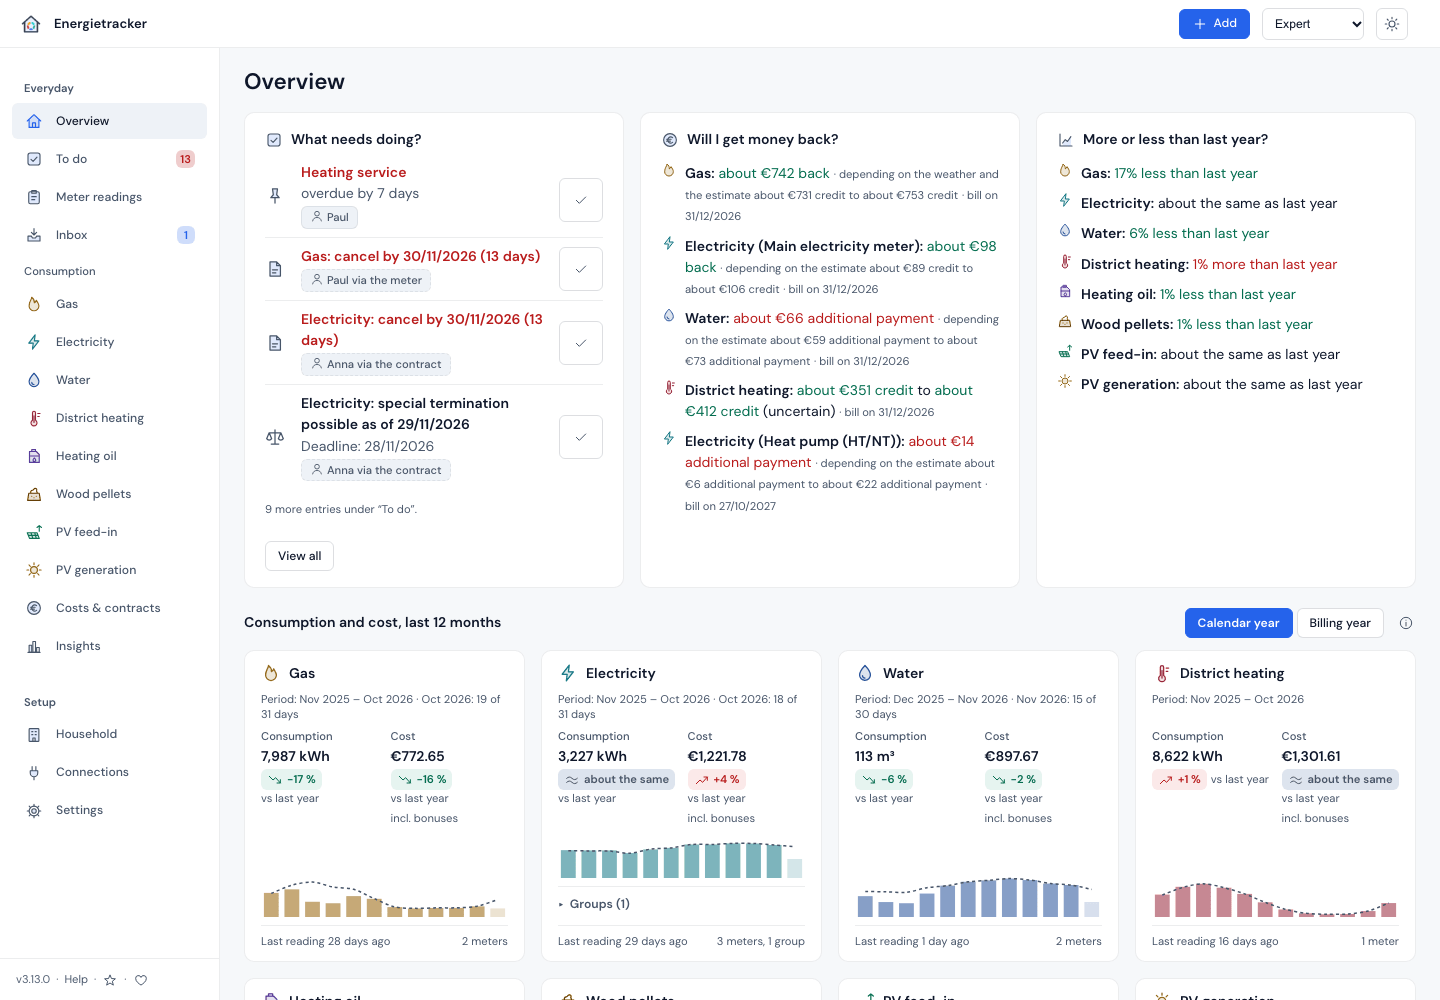 Energietracker
Add
Expert
Everyday
Overview
To do
13
Meter readings
Inbox
1
Consumption
Gas
Electricity
Water
District heating
Heating oil
Wood pellets
PV feed-in
PV generation
Costs & contracts
Insights
Setup
Household
Connections
Settings
v3.13.0 · Help · ·
Overview
What needs doing?
Heating service
overdue by 7 days
Paul
Gas: cancel by 30/11/2026 (13 days)
Paul via the meter
Electricity: cancel by 30/11/2026 (13
days)
Anna via the contract
Electricity: special termination
possible as of 29/11/2026
Deadline: 28/11/2026
Anna via the contract
9 more entries under “To do”.
View all
Will I get money back?
Gas: about €742 back · depending on the weather and
the estimate about €731 credit to about €753 credit · bill on
31/12/2026
Electricity (Main electricity meter): about €98
back · depending on the estimate about €89 credit to
about €106 credit · bill on 31/12/2026
Water: about €66 additional payment · depending
on the estimate about €59 additional payment to about
€73 additional payment · bill on 31/12/2026
District heating: about €351 credit to about
€412 credit (uncertain) · bill on 31/12/2026
Electricity (Heat pump (HT/NT)): about €14
additional payment · depending on the estimate about
€6 additional payment to about €22 additional payment ·
bill on 27/10/2027
More or less than last year?
Gas: 17% less than last year
Electricity: about the same as last year
Water: 6% less than last year
District heating: 1% more than last year
Heating oil: 1% less than last year
Wood pellets: 1% less than last year
PV feed-in: about the same as last year
PV generation: about the same as last year
Consumption and cost, last 12 months
Calendar year
Billing year
Gas
Period: Nov 2025 – Oct 2026 · Oct 2026: 19 of
31 days
Consumption
Cost
7,987 kWh
€772.65
-17 %
-16 %
vs last year
vs last year
incl. bonuses
Last reading 28 days ago
2 meters
Electricity
Period: Nov 2025 – Oct 2026 · Oct 2026: 18 of
31 days
Consumption
Cost
3,227 kWh
€1,221.78
about the same
+4 %
vs last year
vs last year
incl. bonuses
Groups (1)
Last reading 29 days ago
3 meters, 1 group
Water
Period: Dec 2025 – Nov 2026 · Nov 2026: 15 of
30 days
Consumption
Cost
113 m³
€897.67
-6 %
-2 %
vs last year
vs last year
incl. bonuses
Last reading 1 day ago
2 meters
District heating
Period: Nov 2025 – Oct 2026
Consumption
Cost
8,622 kWh
€1,301.61
+1 % vs last year
about the same
vs last year
incl. bonuses
Last reading 16 days ago
1 meter
Heating oil
Wood pellets
PV feed-in
PV generation